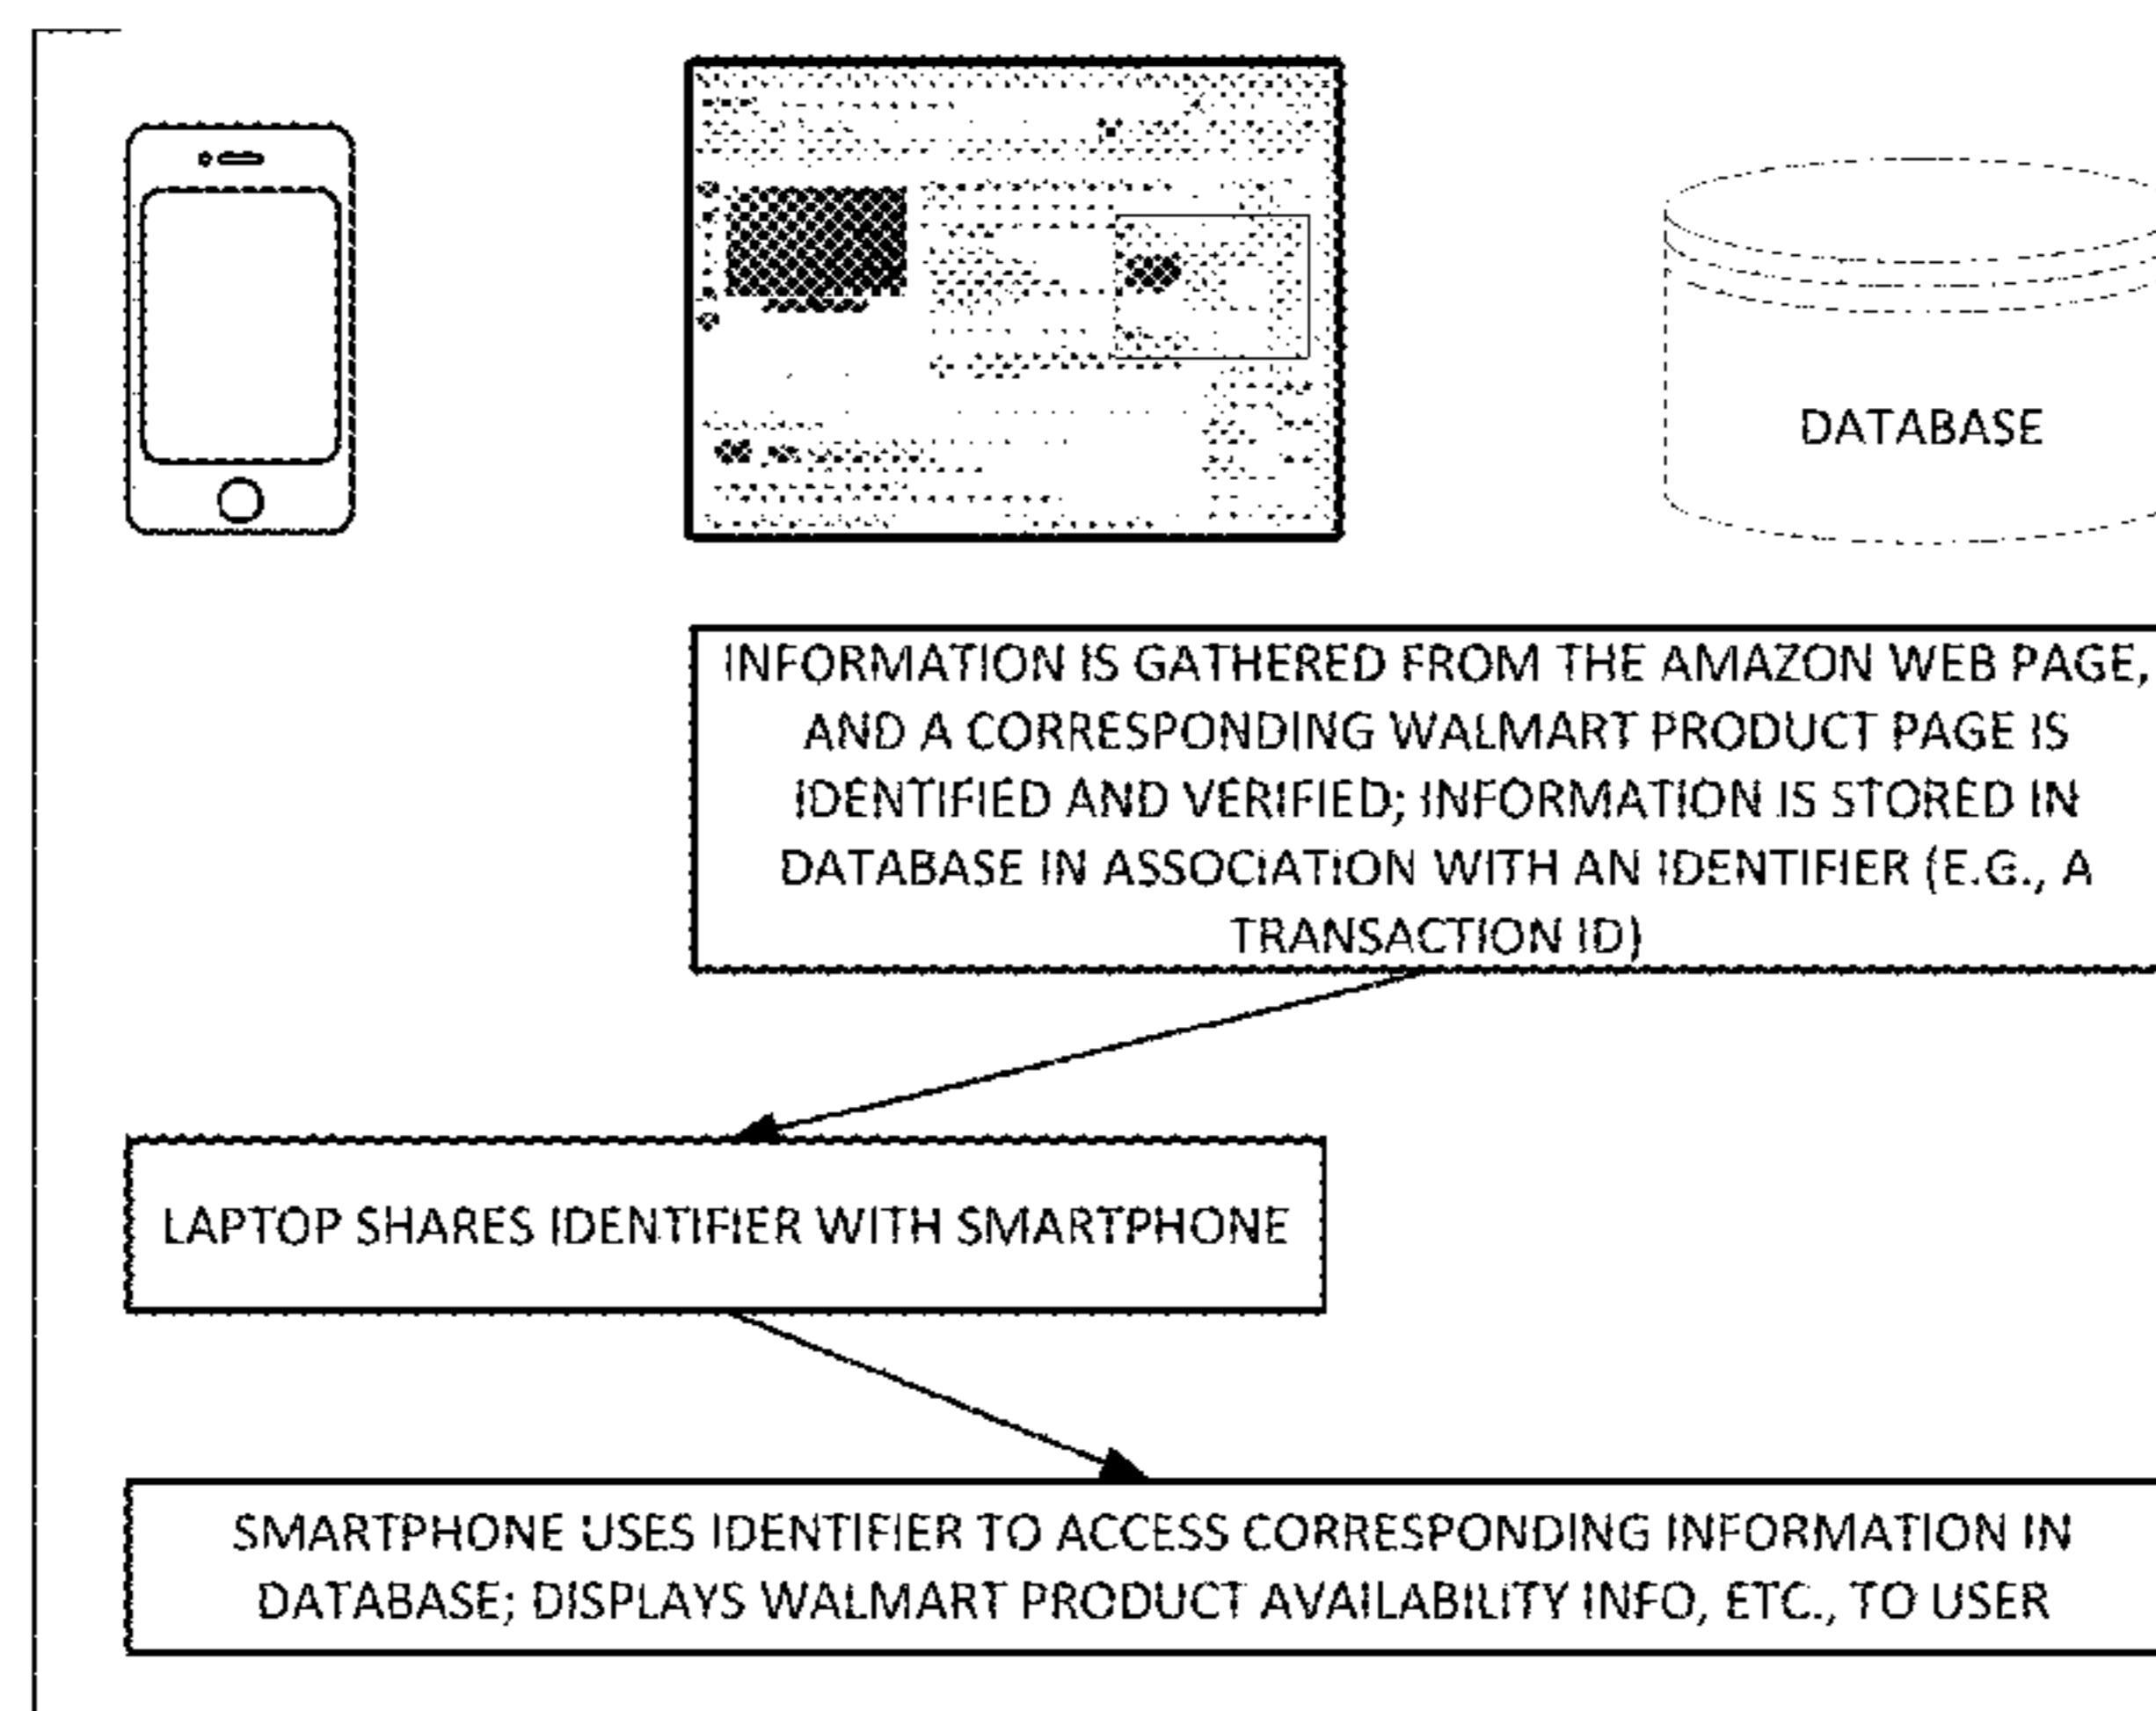 DATABASE
INFORMATION IS GATHERED FROM THE AMAZON WEB PAGE,
AND A CORRESPONDING WALMART PRODUCT PAGE IS
IDENTIFIED AND VERIFIED; INFORMATION IS STORED IN
DATABASE IN ASSOCIATION WITH AN IDENTIFIER (E.G., A
TRANSACTION ID)
LAPTOP SHARES IDENTIFIER WITH SMARTPHONE
SMARTPHONE USES IDENTIFIER TO ACCESS CORRESPONDING INFORMATION IN
DATABASE; DISPLAYS WALMART PRODUCT AVAILABILITY INFO, ETC., TO USER